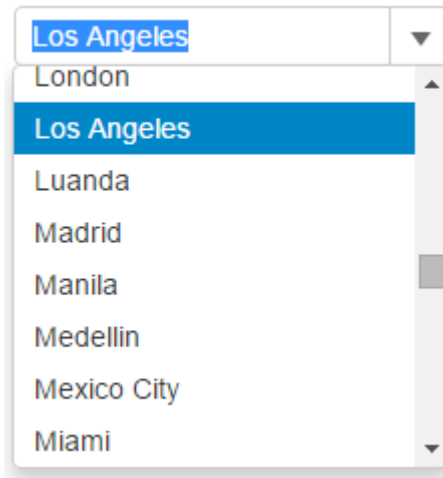 Los Angeles
London
Los Angeles
Luanda
Madrid
Manila
Medellin
Mexico City
Miami